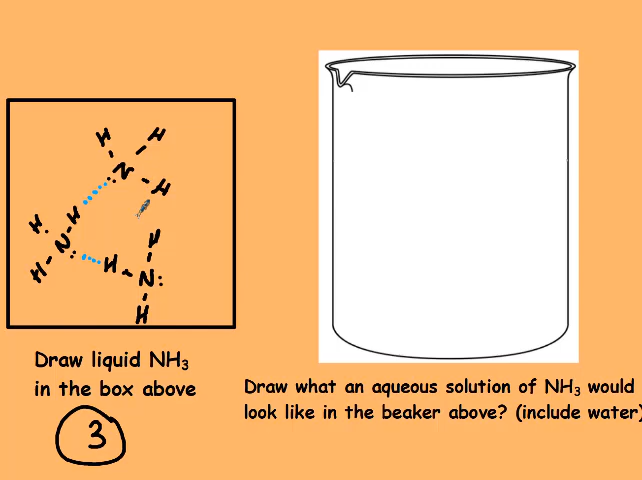 H H
N
H
H
H
N
H
H
H
N
H
Draw liquid NH₃
in the box above
3
Draw what an aqueous solution of NH₃ would
look like in the beaker above? (include water)